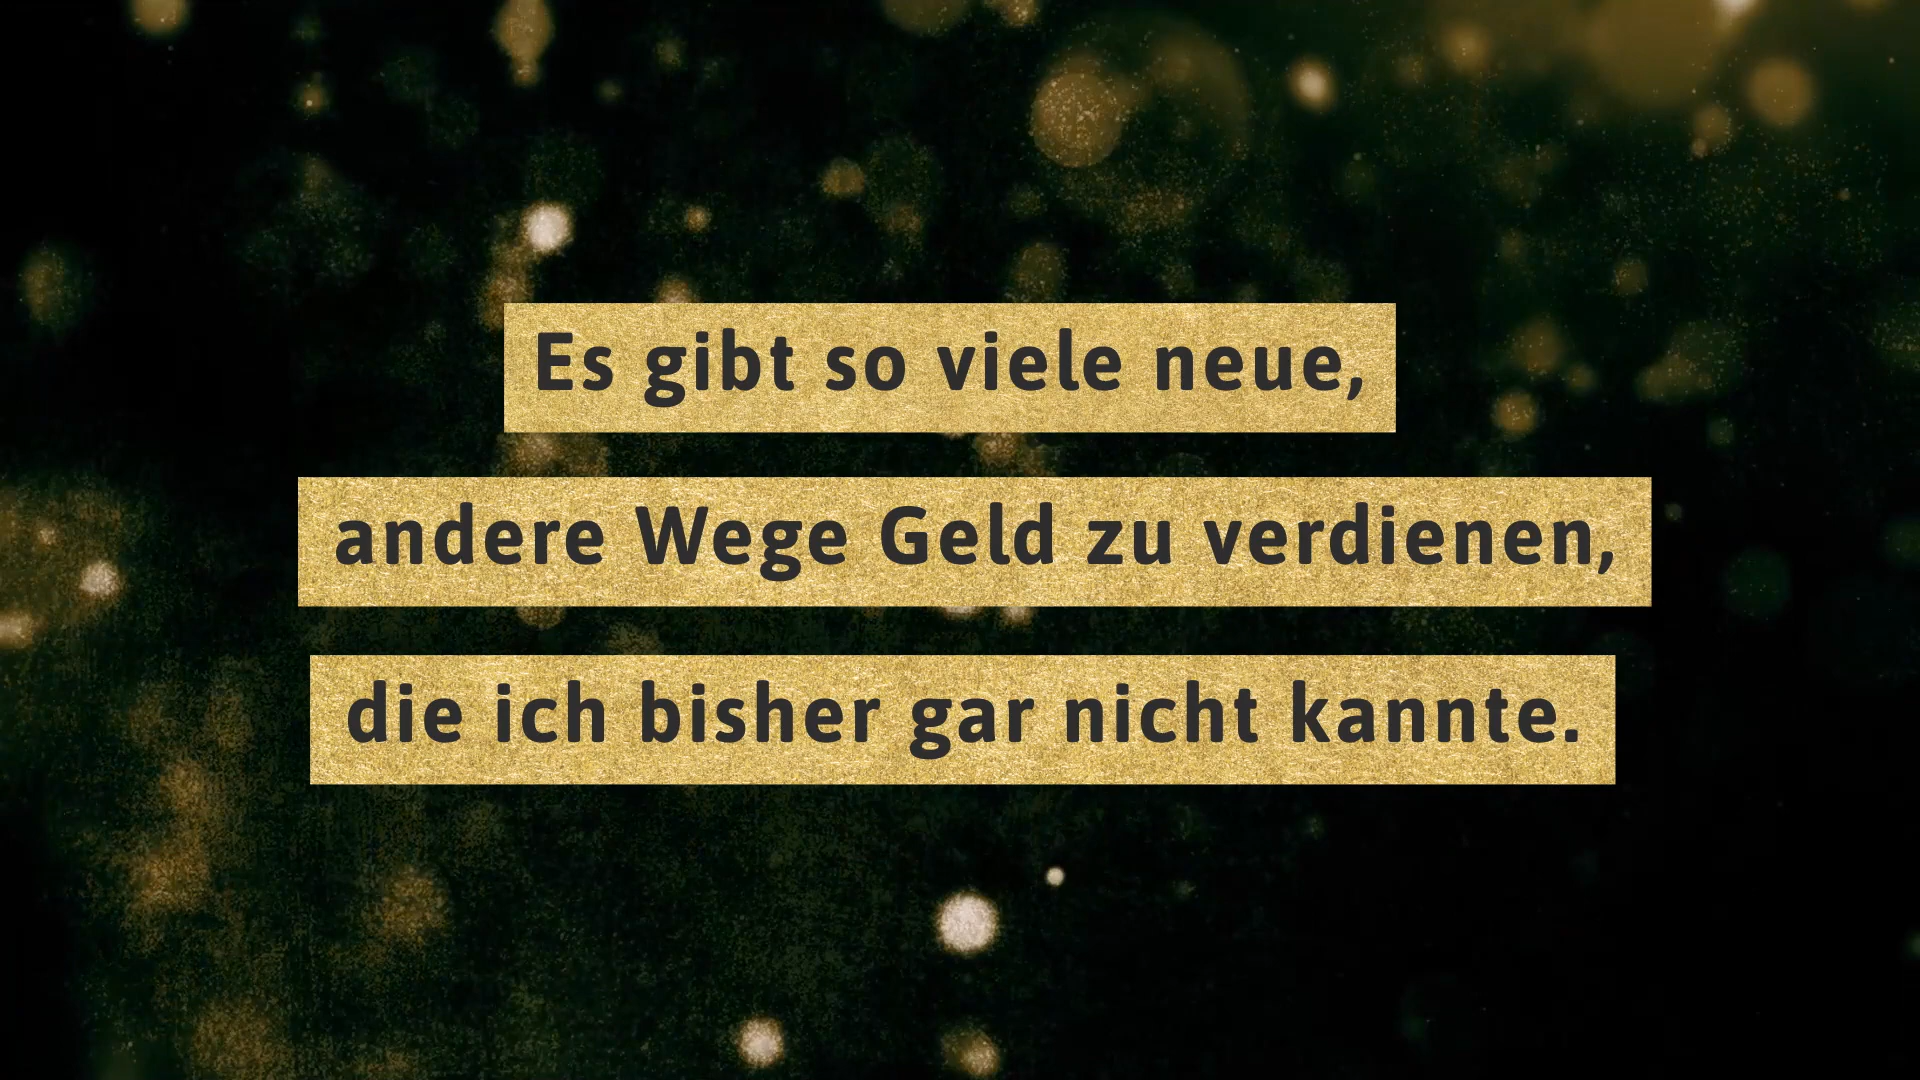 Es gibt so viele neue,
andere Wege Geld zu verdienen,
die ich bisher gar nicht kannte.